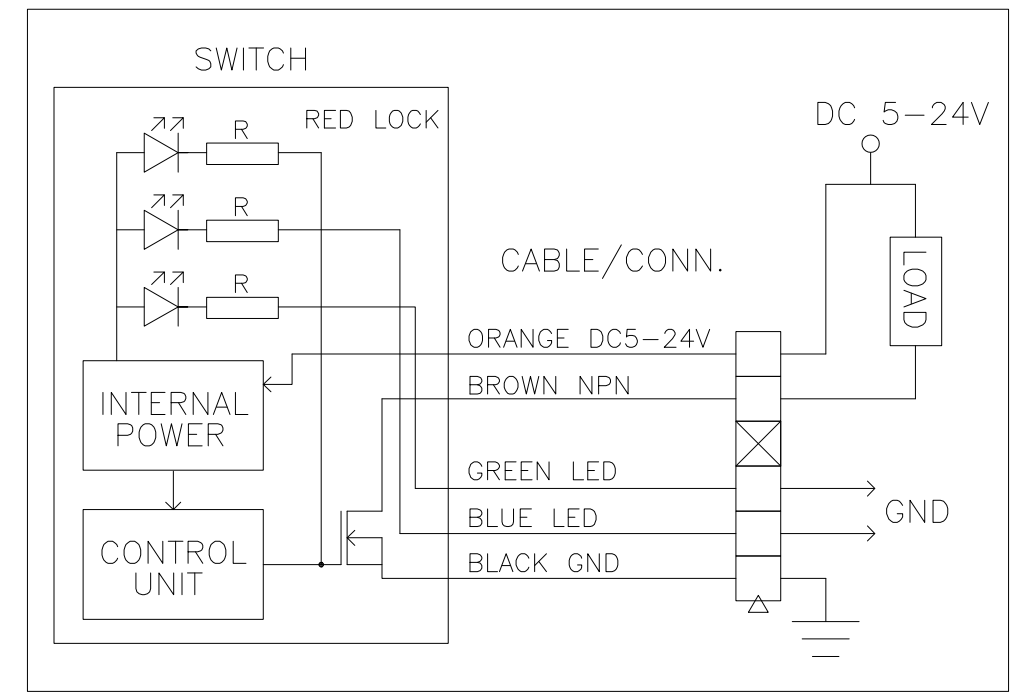 SWITCH
RED LOCK
R
R
R
DC 5-24V
CABLE/CONN.
LOAD
ORANGE DC5-24V
BROWN NPN
INTERNAL
POWER
GREEN LED
BLUE LED
GND
BLACK GND
CONTROL
UNIT